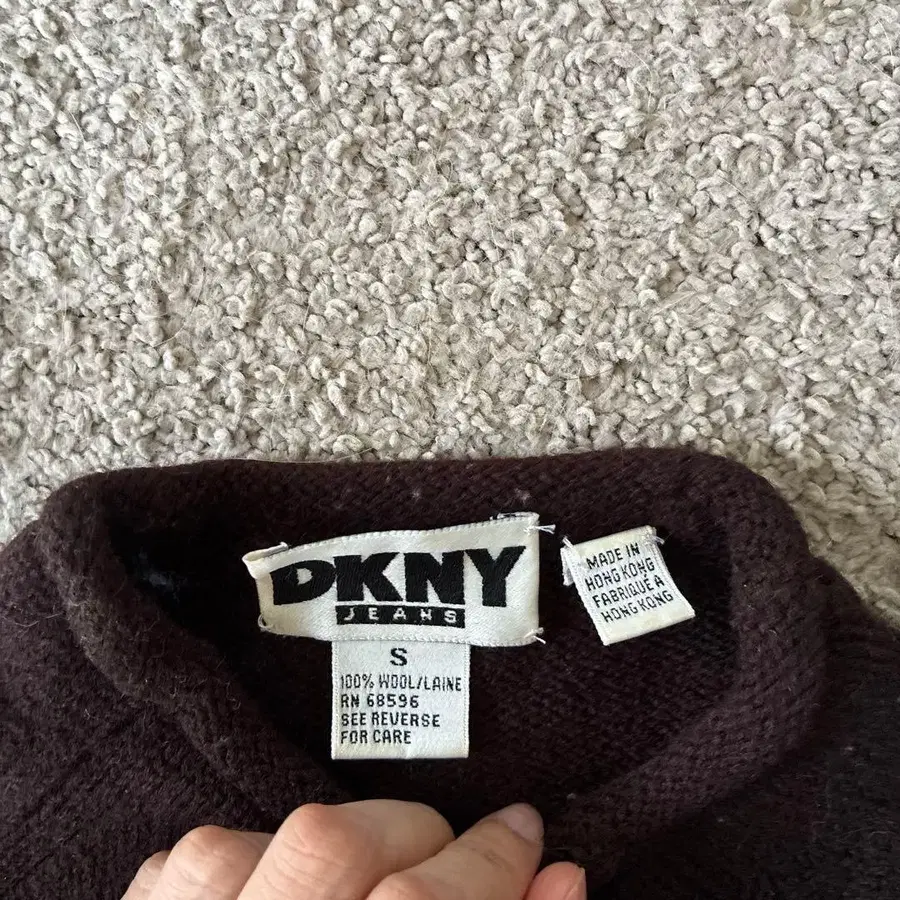 DKNY
JEANS
S
100% WOOL/LAINE
RN 68596
SEE REVERSE
FOR CARE
MADE IN
HONG KONG
FABRIQUÉ A
HONG KONG